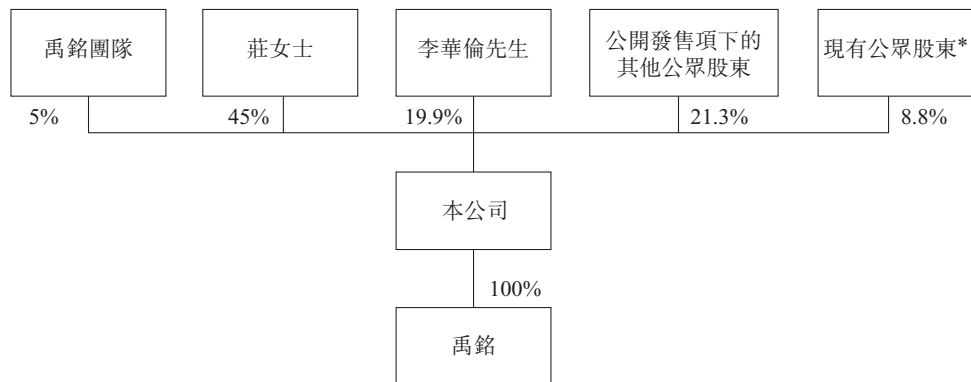 禹銘團隊
莊女士
李華倫先生
公開發售項下的
其他公眾股東
現有公眾股東*
5%
45%
19.9%
21.3%
8.8%
本公司
100%
禹銘